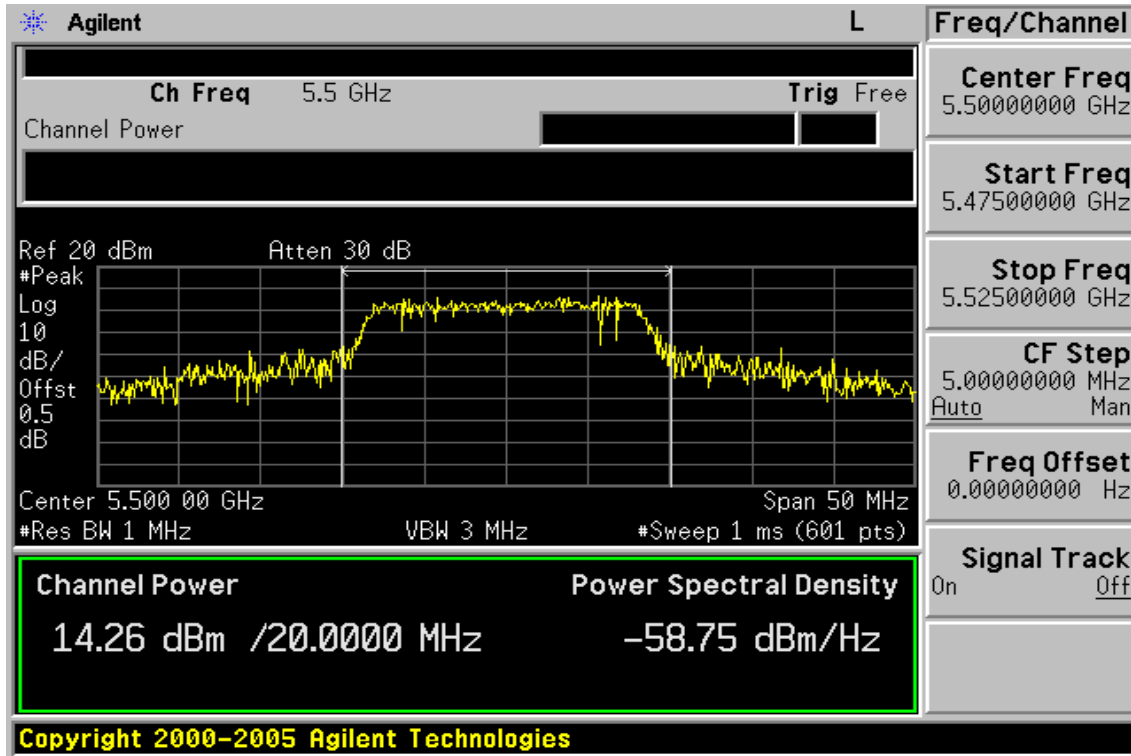 Agilent L
Freq/Channel
Ch Freq 5.5 GHz Trig Free
Channel Power
Ref 20 dBm Atten 30 dB
#Peak
Log
10
dB/
Offst
0.5
dB
Center 5.500 00 GHz Span 50 MHz
#Res BW 1 MHz VBW 3 MHz #Sweep 1 ms (601 pts)
Channel Power Power Spectral Density
14.26 dBm /20.0000 MHz -58.75 dBm/Hz
Copyright 2000-2005 Agilent Technologies
Center Freq
5.50000000 GHz
Start Freq
5.47500000 GHz
Stop Freq
5.52500000 GHz
CF Step
5.00000000 MHz
Auto Man
Freq Offset
0.00000000 Hz
Signal Track
On Off